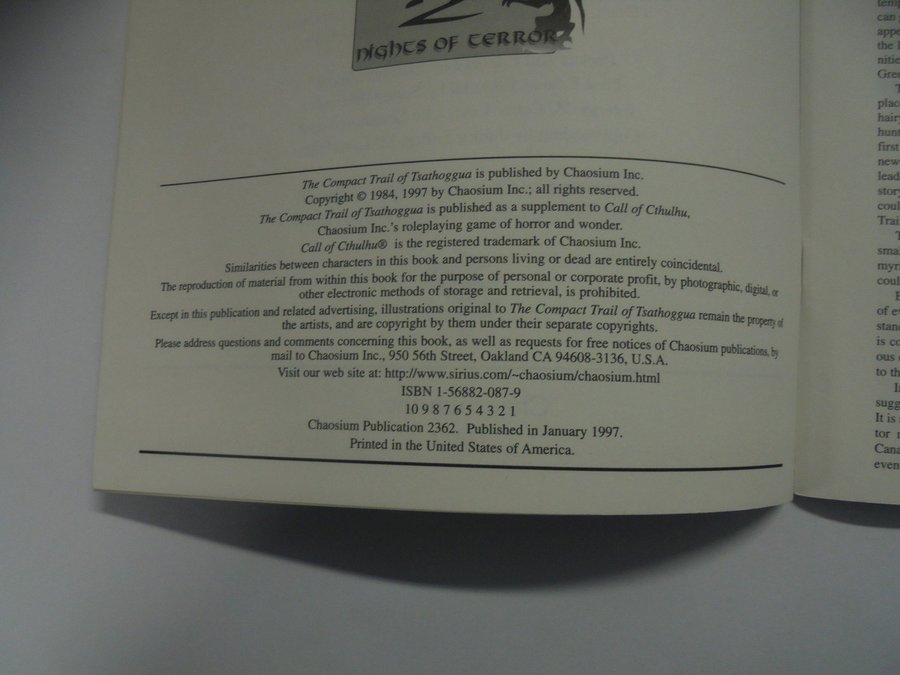 NIGHTS OF TERROR
The Compact Trail of Tsathoggua is published by Chaosium Inc.
Copyright © 1984, 1997 by Chaosium Inc.; all rights reserved.
The Compact Trail of Tsathoggua is published as a supplement to Call of Cthulhu,
Chaosium Inc.'s roleplaying game of horror and wonder.
Call of Cthulhu® is the registered trademark of Chaosium Inc.
Similarities between characters in this book and persons living or dead are entirely coincidental.
The reproduction of material from within this book for the purpose of personal or corporate profit, by photographic, digital, or
other electronic methods of storage and retrieval, is prohibited.
Except in this publication and related advertising, illustrations original to The Compact Trail of Tsathoggua remain the property of
the artists, and are copyright by them under their separate copyrights.
Please address questions and comments concerning this book, as well as requests for free notices of Chaosium publications, by
mail to Chaosium Inc., 950 56th Street, Oakland CA 94608-3136, U.S.A.
Visit our web site at: http://www.sirius.com/~chaosium/chaosium.html
ISBN 1-56882-087-9
10 9 8 7 6 5 4 3 2 1
Chaosium Publication 2362. Published in January 1997.
Printed in the United States of America.